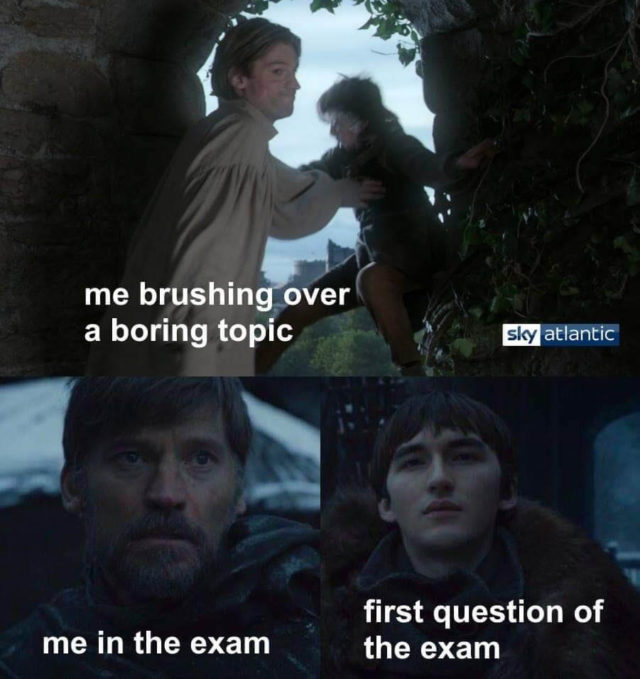 me brushing over
a boring topic
sky atlantic
me in the exam
first question of
the exam